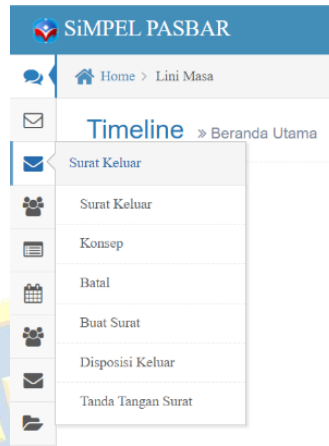 SiMPEL PASBAR
Home > Lini Masa
Timeline » Beranda Utama
Surat Keluar
Surat Keluar
Konsep
Batal
Buat Surat
Disposisi Keluar
Tanda Tangan Surat